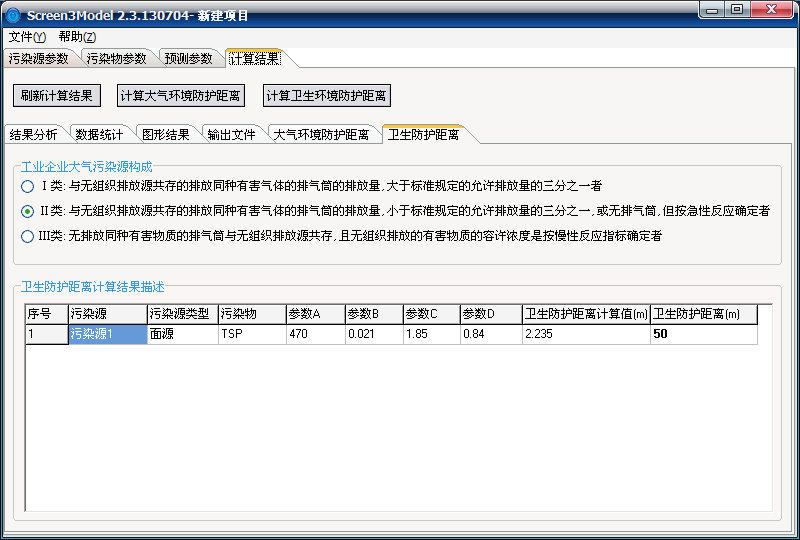 Screen3Model 2.3.130704- 新建项目
文件(Y) 帮助(Z)
污染源参数 污染物参数 预测参数 计算结果
刷新计算结果 计算大气环境防护距离 计算卫生环境防护距离
结果分析 数据统计 图形结果 输出文件 大气环境防护距离 卫生防护距离
工业企业大气污染源构成
Ⅰ类: 与无组织排放源共存的排放同种有害气体的排气筒的排放量, 大于标准规定的允许排放量的三分之一者
II类: 与无组织排放源共存的排放同种有害气体的排气筒的排放量, 小于标准规定的允许排放量的三分之一, 或无排气筒, 但按急性反应确定者
III类: 无排放同种有害物质的排气筒与无组织排放源共存, 且无组织排放的有害物质的容许浓度是按慢性反应指标确定者
卫生防护距离计算结果描述
序号 污染源 污染源类型 污染物 参数A 参数B 参数C 参数D 卫生防护距离计算值(m) 卫生防护距离(m)
1 污染源1 面源 TSP 470 0.021 1.85 0.84 2.235 50